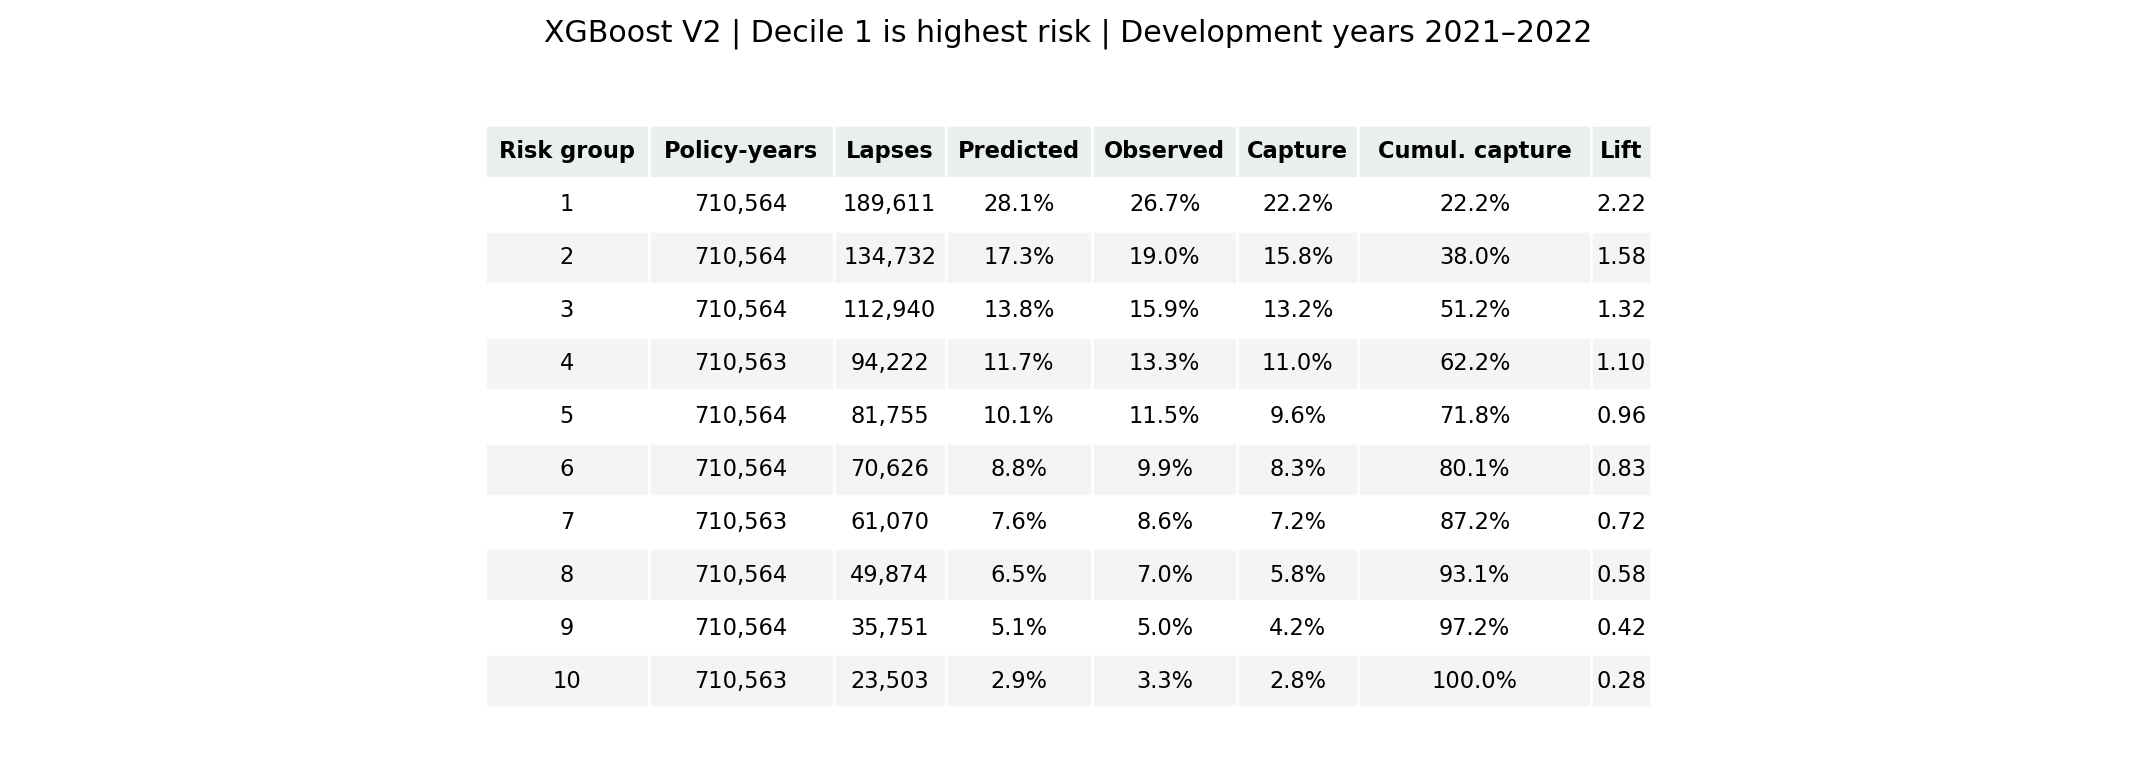 XGBoost V2 | Decile 1 is highest risk | Development years 2021–2022
Risk group Policy-years Lapses Predicted Observed Capture Cumul. capture Lift
1 710,564 189,611 28.1% 26.7% 22.2% 22.2% 2.22
2 710,564 134,732 17.3% 19.0% 15.8% 38.0% 1.58
3 710,564 112,940 13.8% 15.9% 13.2% 51.2% 1.32
4 710,563 94,222 11.7% 13.3% 11.0% 62.2% 1.10
5 710,564 81,755 10.1% 11.5% 9.6% 71.8% 0.96
6 710,564 70,626 8.8% 9.9% 8.3% 80.1% 0.83
7 710,563 61,070 7.6% 8.6% 7.2% 87.2% 0.72
8 710,564 49,874 6.5% 7.0% 5.8% 93.1% 0.58
9 710,564 35,751 5.1% 5.0% 4.2% 97.2% 0.42
10 710,563 23,503 2.9% 3.3% 2.8% 100.0% 0.28